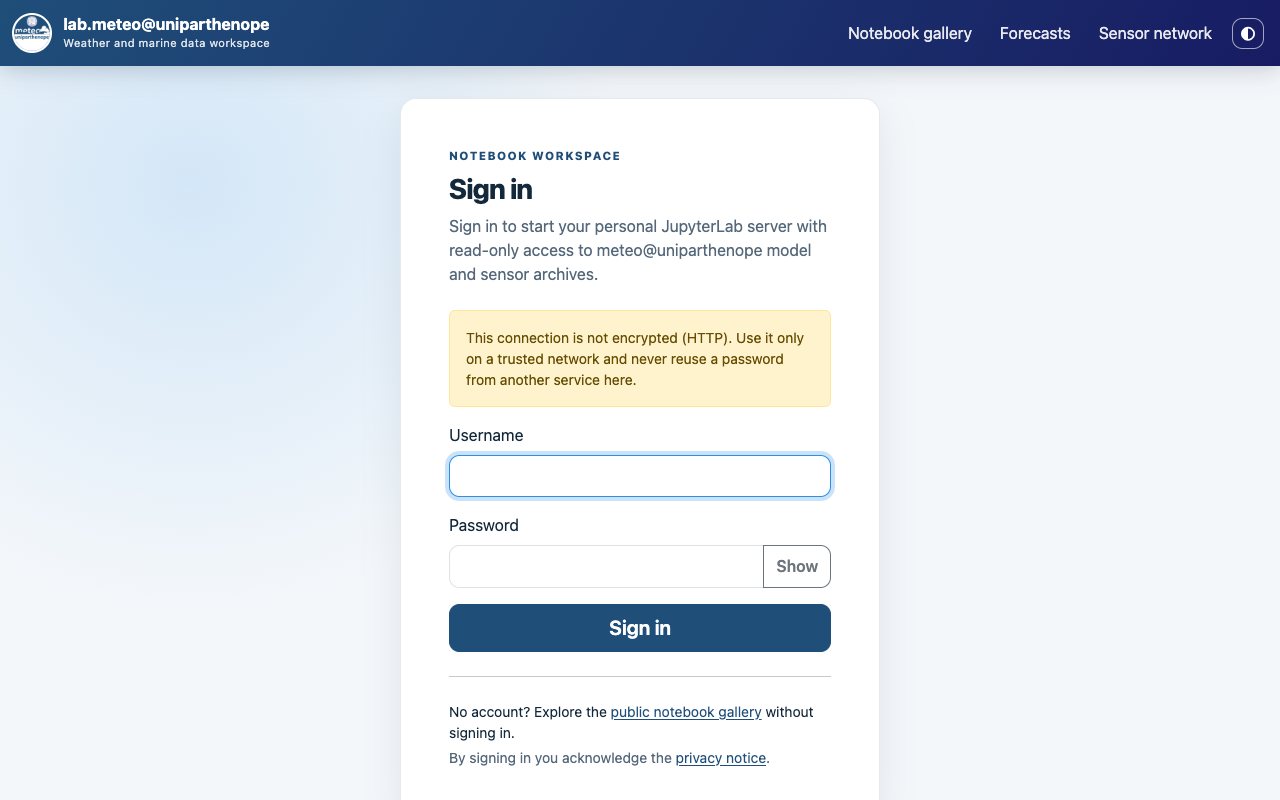 lab.meteo@uniparthenope
Weather and marine data workspace
Notebook gallery
Forecasts
Sensor network
NOTEBOOK WORKSPACE
Sign in
Sign in to start your personal JupyterLab server with
read-only access to meteo@uniparthenope model
and sensor archives.
This connection is not encrypted (HTTP). Use it only
on a trusted network and never reuse a password
from another service here.
Username
Password
Show
Sign in
No account? Explore the public notebook gallery without
signing in.
By signing in you acknowledge the privacy notice.